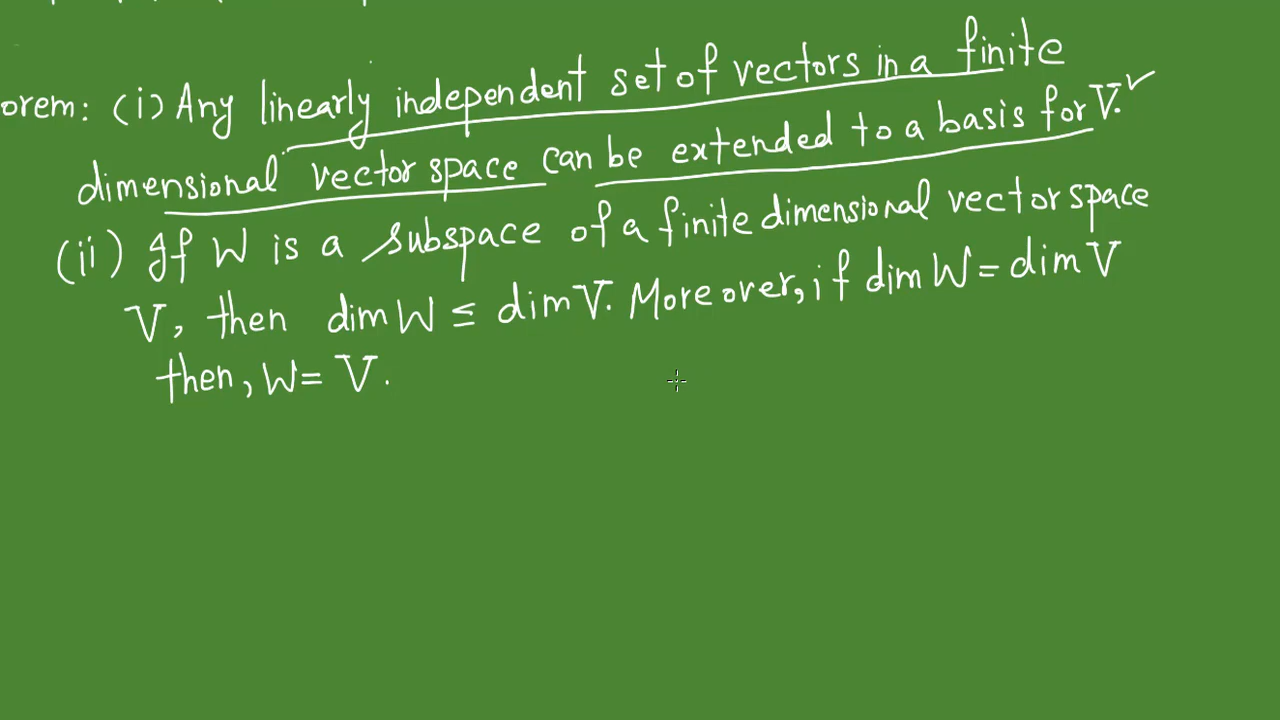 orem: (i) Any linearly independent set of vectors in a finite
dimensional vector space can be extended to a basis for V.
(ii) If W is a subspace of a finite dimensional vector space
V, then dim W ≤ dim V. Moreover, if dim W = dim V
then, W = V.